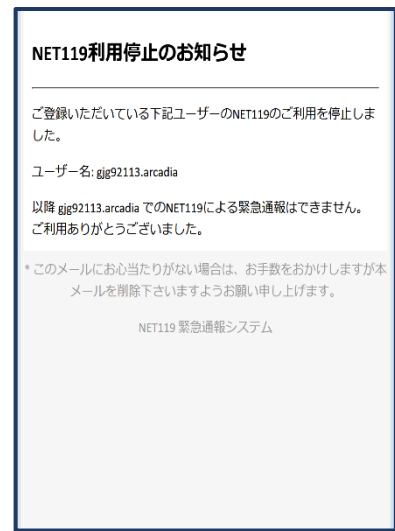 NET119利用停止のお知らせ
ご登録いただいている下記ユーザーのNET119のご利用を停止しま
した。
ユーザー名: gjg92113.arcadia
以降 gjg92113.arcadia でのNET119による緊急通報はできません。
ご利用ありがとうございました。
* このメールにお心当たりがない場合は、お手数をおかけしますが本
メールを削除下さいますようお願い申し上げます。
NET119 緊急通報システム